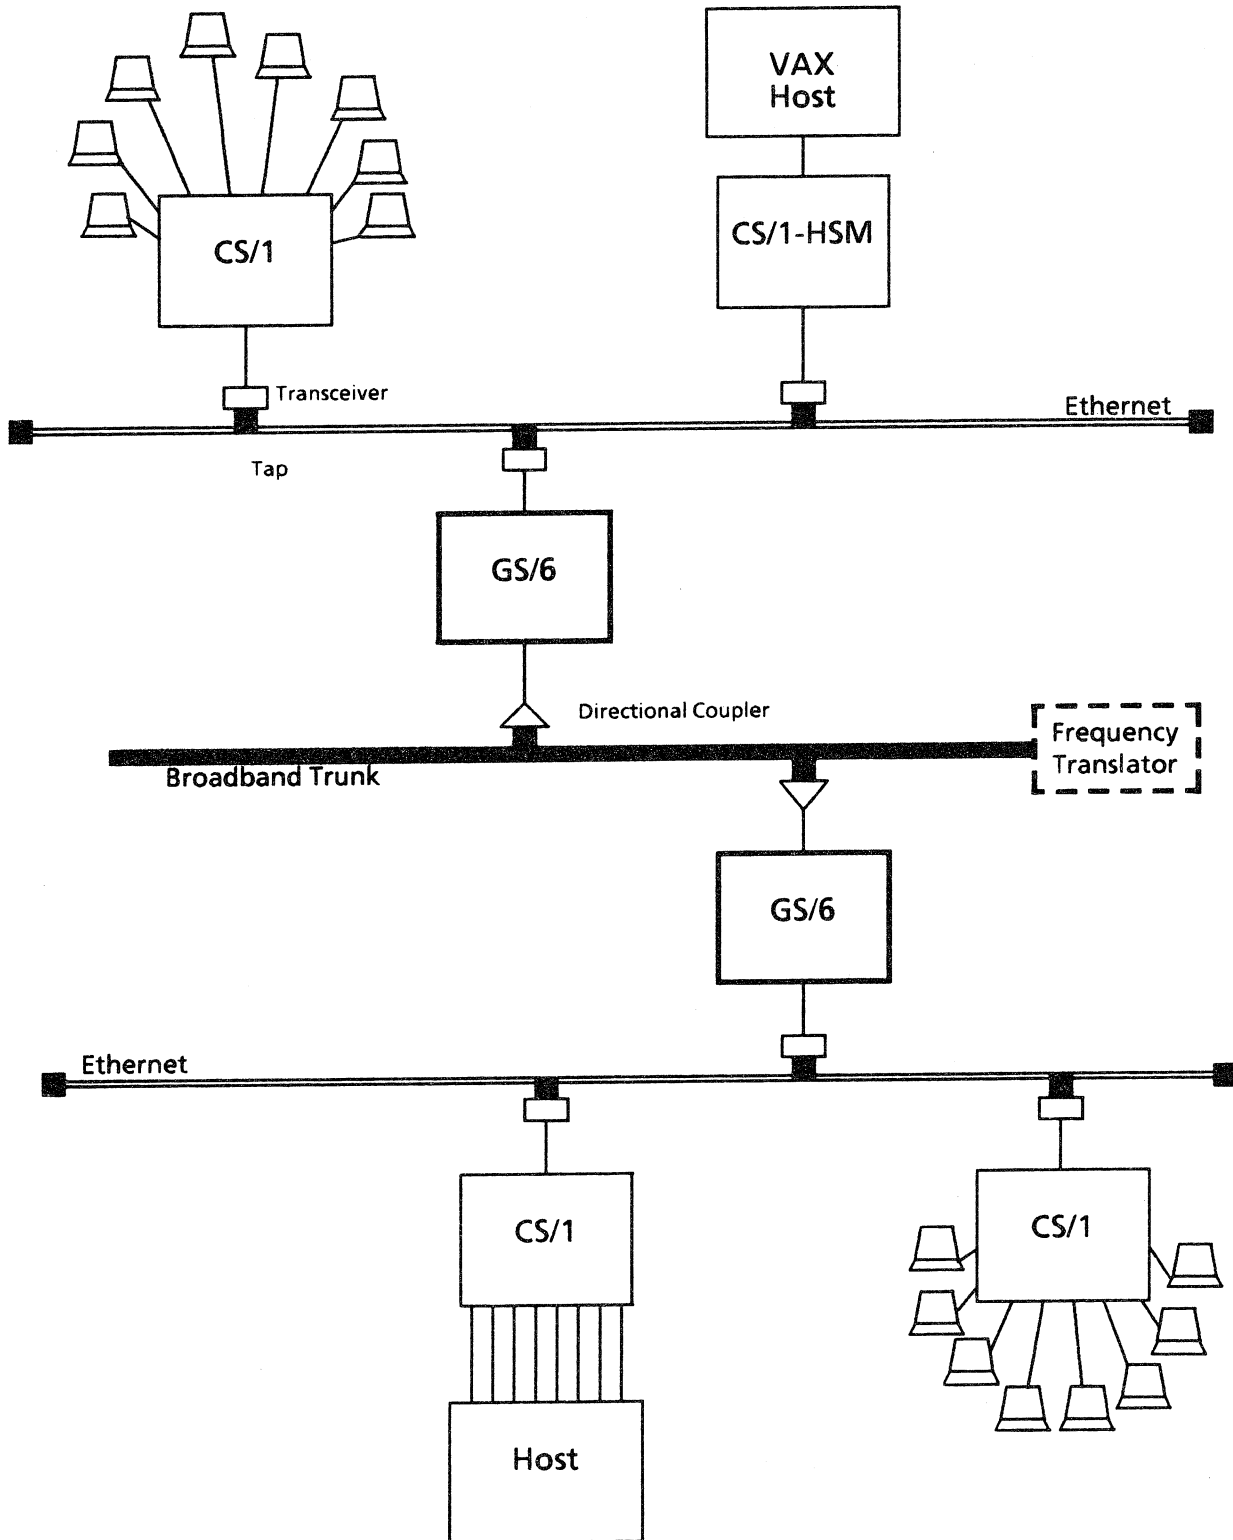 VAX
Host
CS/1
CS/1-HSM
Transceiver
Ethernet
Tap
GS/6
Directional Coupler
Frequency
Translator
Broadband Trunk
GS/6
Ethernet
CS/1
CS/1
Host